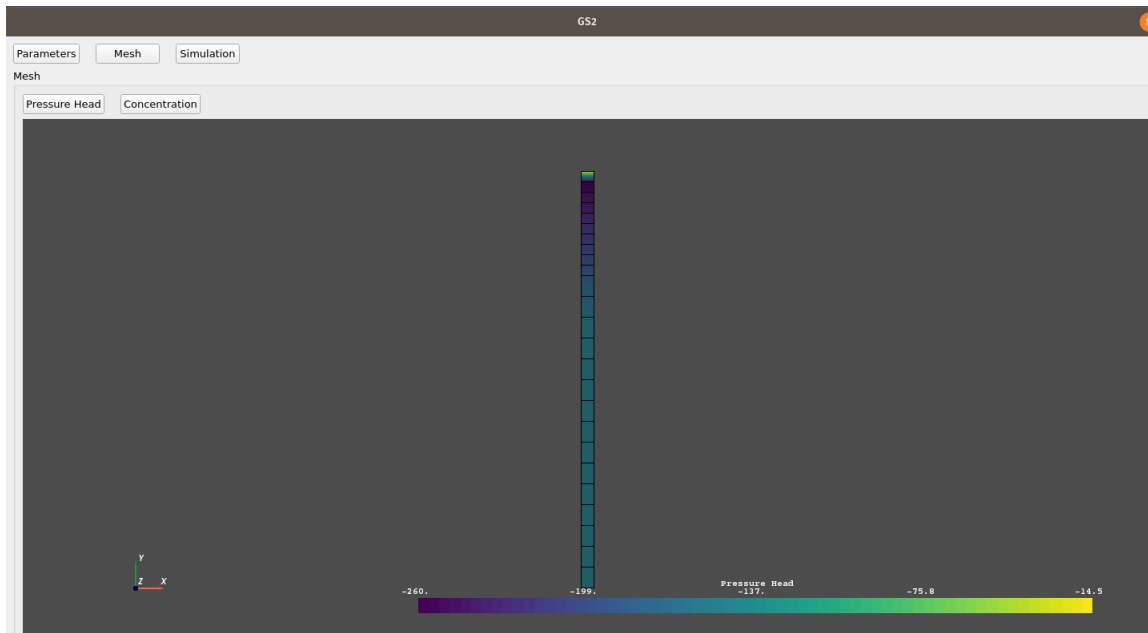 GS2
Parameters Mesh Simulation
Mesh
Pressure Head Concentration
Y
Z X
Pressure Head
-260. -199. -137. -75.8 -14.5